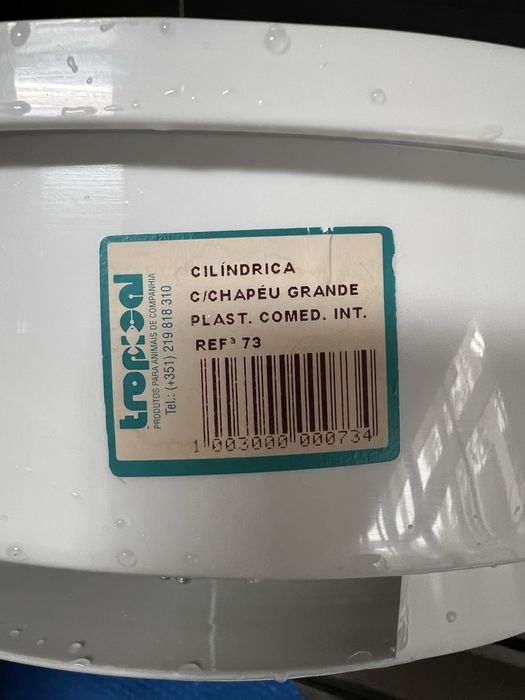 tropical
PRODUTOS PARA ANIMAIS DE COMPANHIA
Tel.: (+351) 219 818 310
CILÍNDRICA
C/CHAPÉU GRANDE
PLAST. COMED. INT.
REFª 73
1 003000 000734